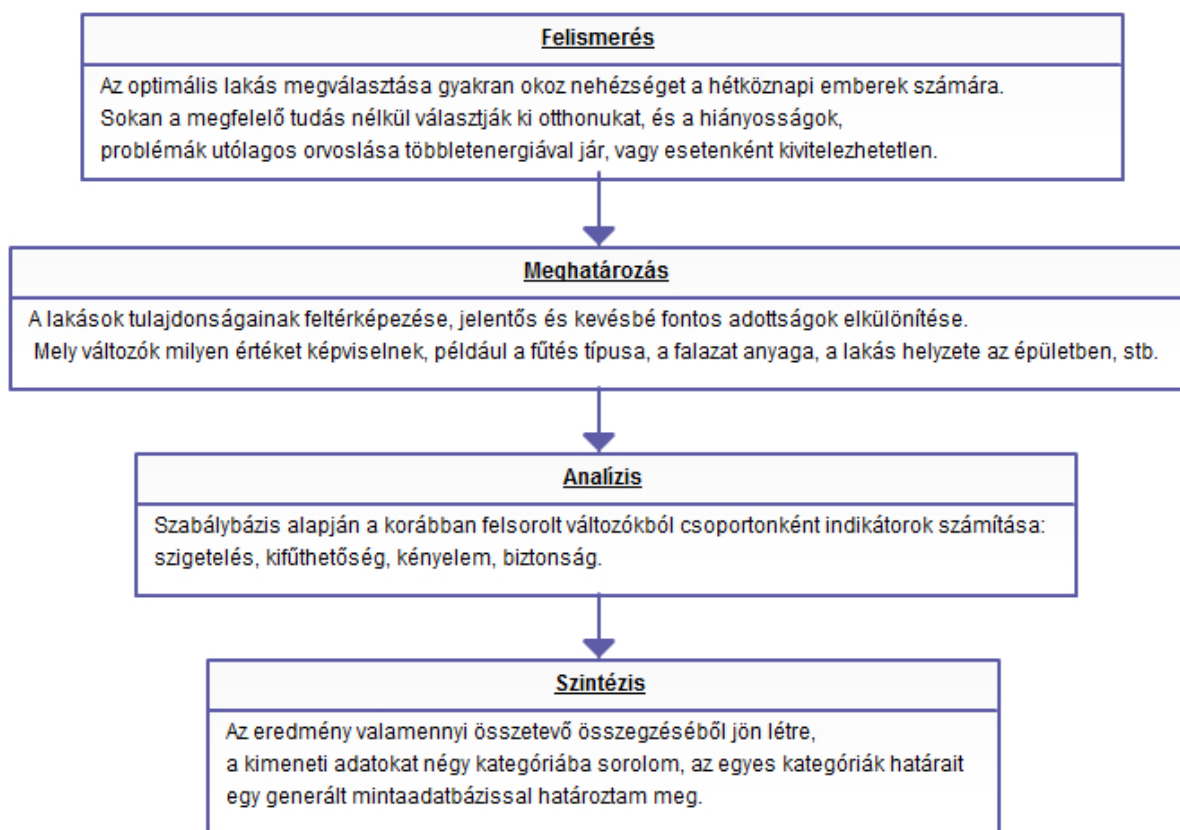 Felismerés
Az optimális lakás megválasztása gyakran okoz nehézséget a hétköznapi emberek számára.
Sokan a megfelelő tudás nélkül választják ki otthonukat, és a hiányosságok,
problémák utólagos orvoslása többletenergiával jár, vagy esetenként kivitelezhetetlen.
Meghatározás
A lakások tulajdonságainak feltérképezése, jelentős és kevésbé fontos adottságok elkülönítése.
Mely változók milyen értéket képviselnek, például a fűtés típusa, a falazat anyaga, a lakás helyzete az épületben, stb.
Analízis
Szabálybázis alapján a korábban felsorolt változókból csoportonként indikátorok számítása:
szigetelés, kifűthetőség, kényelem, biztonság.
Szintézis
Az eredmény valamennyi összetevő összegzéséből jön létre,
a kimeneti adatokat négy kategóriába sorolom, az egyes kategóriák határait
egy generált mintaadatbázissal határoztam meg.